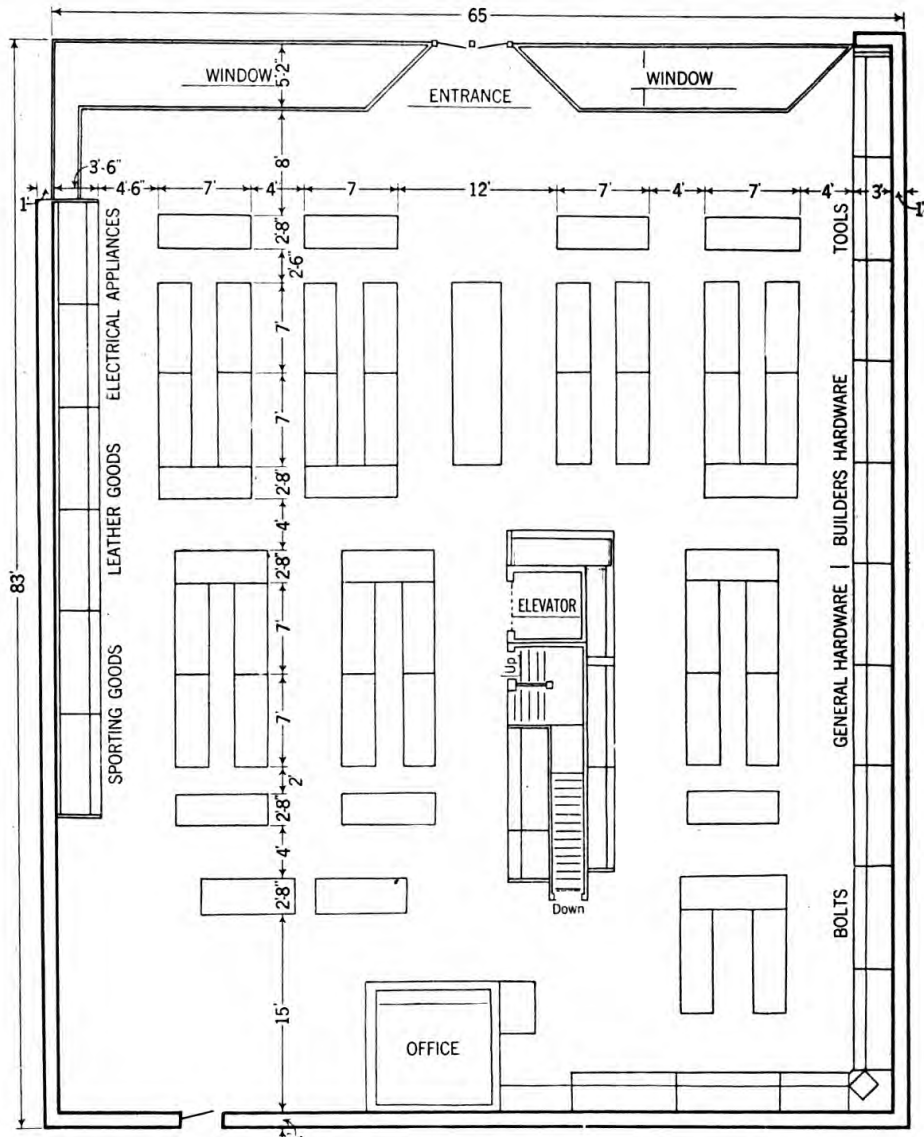 65
WINDOW
5'-2"
ENTRANCE
WINDOW
3'-6"
1' 4'-6" 7' 4' 7 12' 7' 4' 7' 4' 3' 1'
8'
2'-8"
2'-6"
7'
7'
2'-8"
4'
2'-8"
7'
7'
2'
2'-8"
4'
2'-8"
15'
83'
ELECTRICAL APPLIANCES
LEATHER GOODS
SPORTING GOODS
TOOLS
BUILDERS HARDWARE
GENERAL HARDWARE
BOLTS
ELEVATOR
Up
Down
OFFICE